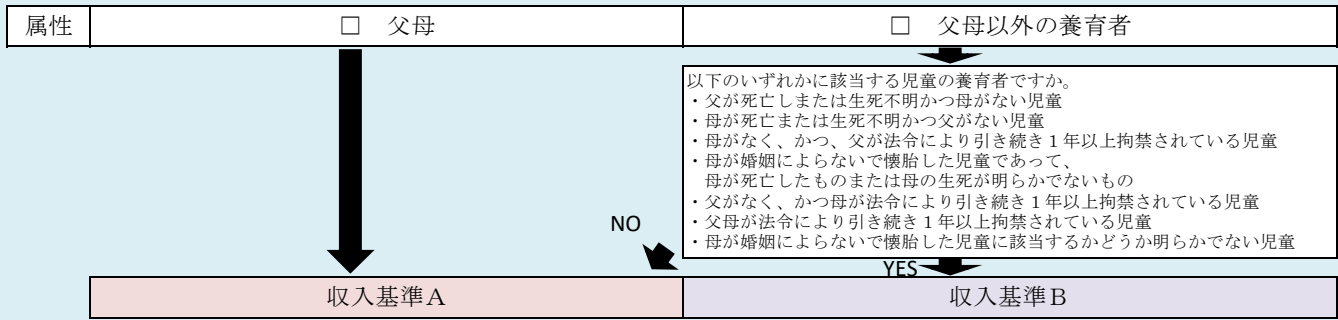 属性 □ 父母 □ 父母以外の養育者
以下のいずれかに該当する児童の養育者ですか。
・父が死亡しまたは生死不明かつ母がない児童
・母が死亡または生死不明かつ父がない児童
・母がなく、かつ、父が法令により引き続き１年以上拘禁されている児童
・母が婚姻によらないで懐胎した児童であって、
母が死亡したものまたは母の生死が明らかでないもの
・父がなく、かつ母が法令により引き続き１年以上拘禁されている児童
・父母が法令により引き続き１年以上拘禁されている児童
・母が婚姻によらないで懐胎した児童に該当するかどうか明らかでない児童
NO
YES
収入基準Ａ 収入基準Ｂ